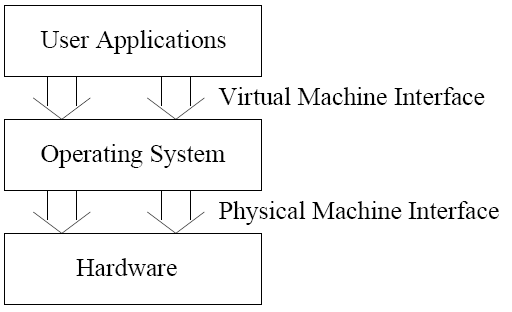 User Applications
Virtual Machine Interface
Operating System
Physical Machine Interface
Hardware